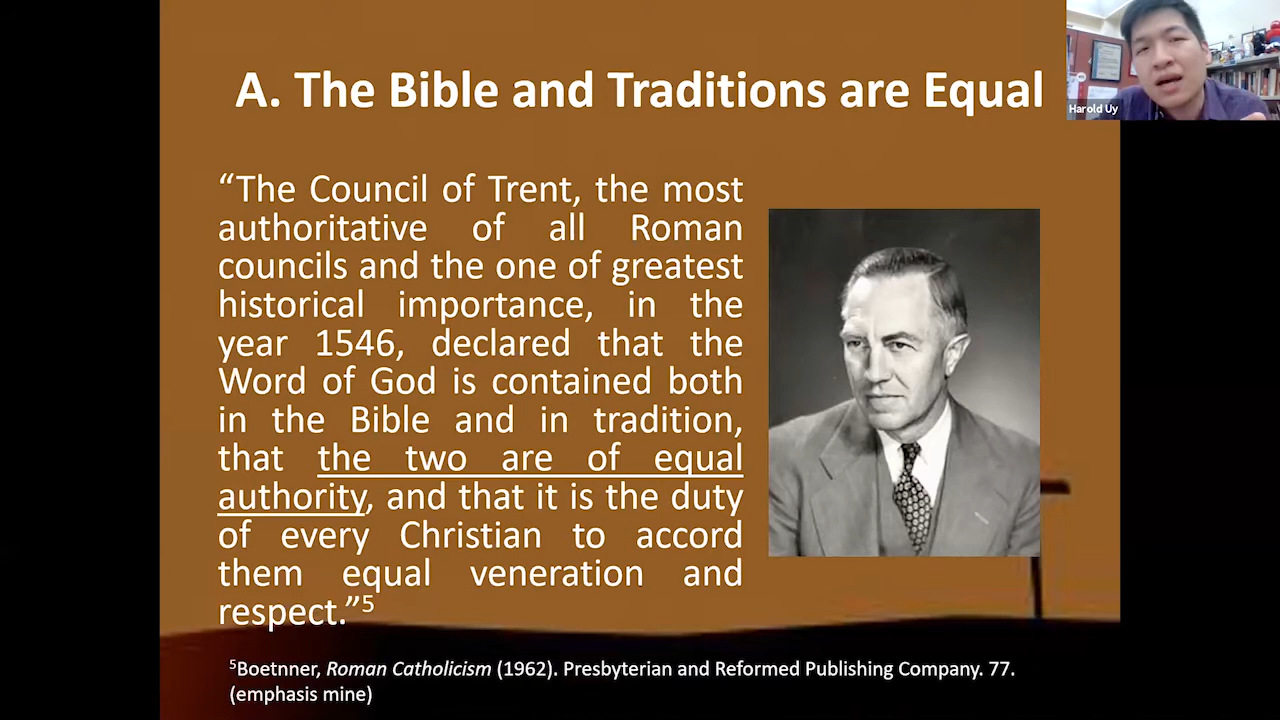 A. The Bible and Traditions are Equal
Harold Uy
“The Council of Trent, the most
authoritative of all Roman
councils and the one of greatest
historical importance, in the
year 1546, declared that the
Word of God is contained both
in the Bible and in tradition,
that the two are of equal
authority, and that it is the duty
of every Christian to accord
them equal veneration and
respect.”5
5Boetnner, Roman Catholicism (1962). Presbyterian and Reformed Publishing Company. 77.
(emphasis mine)